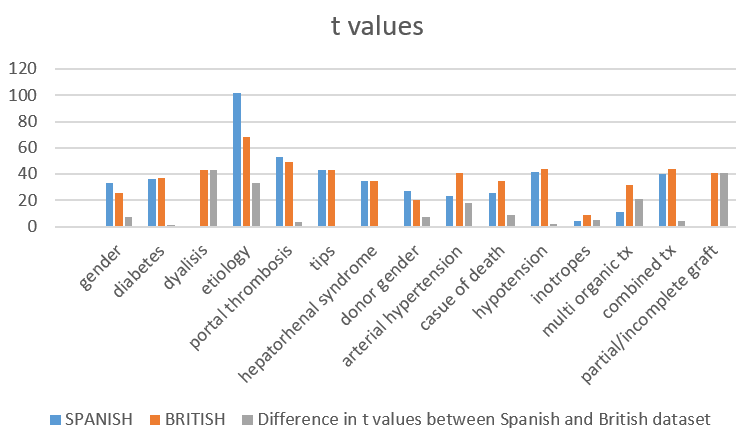 t values
120
100
80
60
40
20
0
gender
diabetes
dyalisis
etiology
portal thrombosis
tips
hepatorhenal syndrome
donor gender
arterial hypertension
casue of death
hypotension
inotropes
multi organic tx
combined tx
partial/incomplete graft
SPANISH BRITISH Difference in t values between Spanish and British dataset